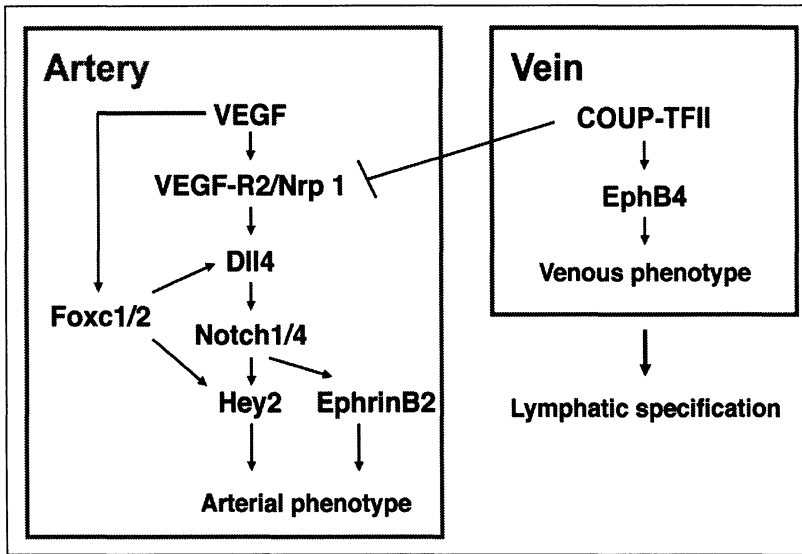 Artery
VEGF
VEGF-R2/Nrp 1
Dll4
Foxc1/2
Notch1/4
Hey2
EphrinB2
Arterial phenotype
Vein
COUP-TFII
EphB4
Venous phenotype
Lymphatic specification